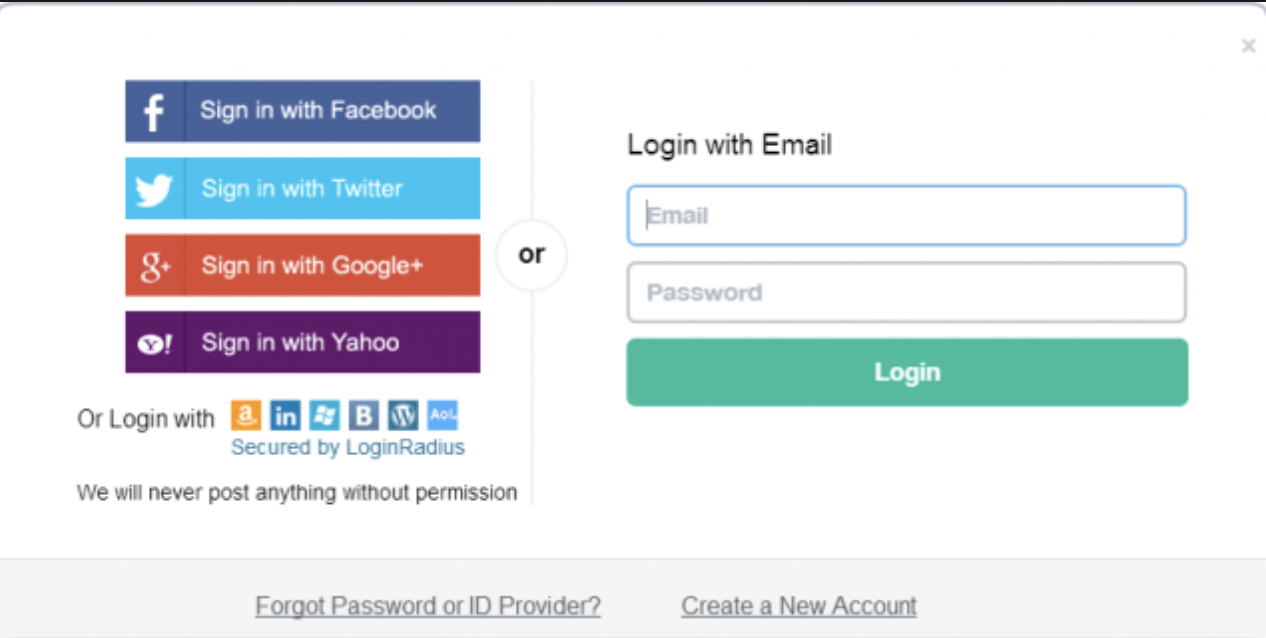 Sign in with Facebook
Sign in with Twitter
Sign in with Google+
Sign in with Yahoo
Or Login with
AoL
Secured by LoginRadius
We will never post anything without permission
or
Login with Email
Email
Password
Login
Forgot Password or ID Provider?
Create a New Account